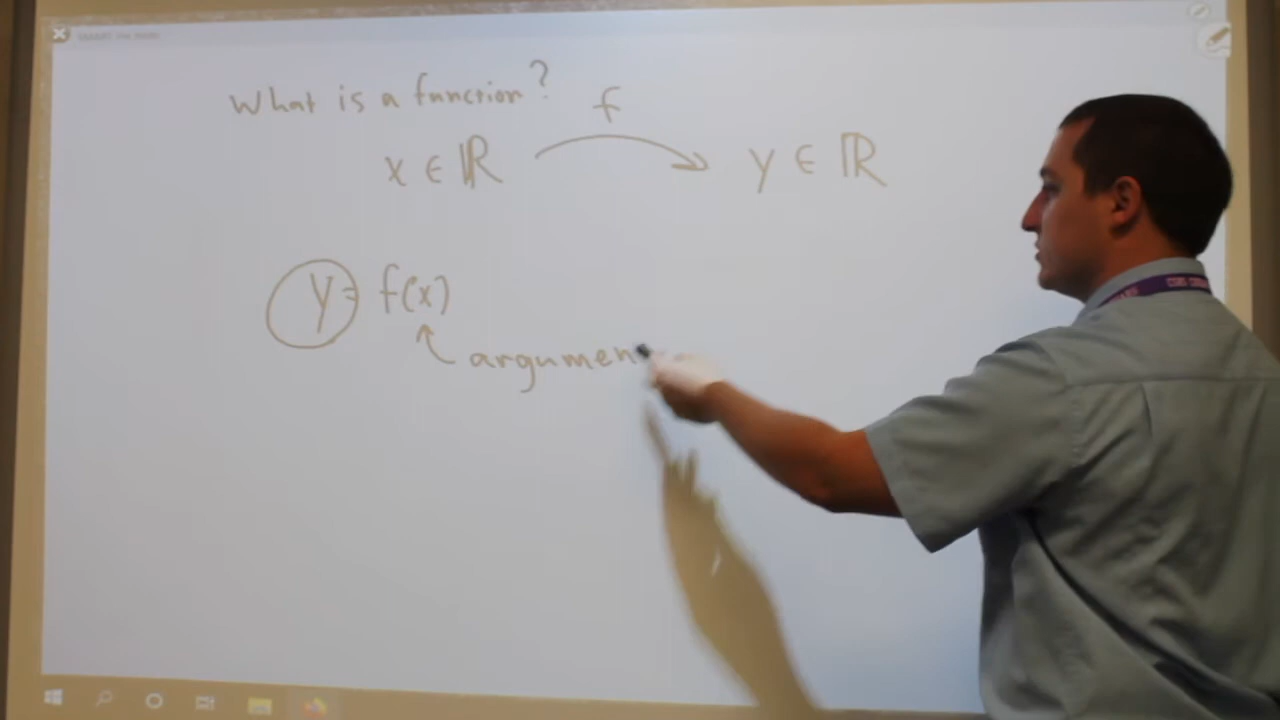 What is a function?
f
x ∈ ℝ y ∈ ℝ
y = f(x)
argumen